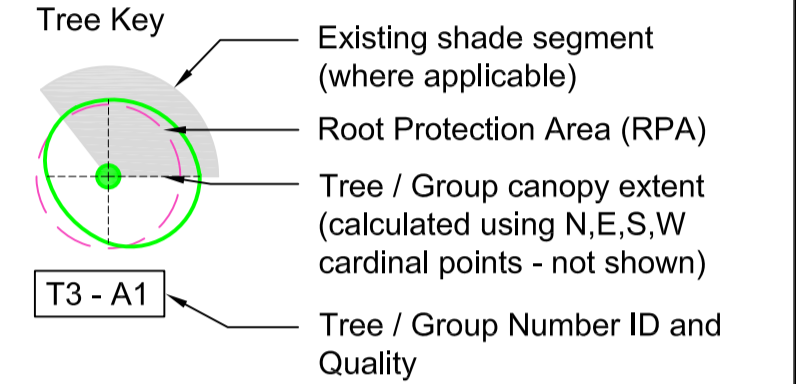 Tree Key
Existing shade segment
(where applicable)
Root Protection Area (RPA)
Tree / Group canopy extent
(calculated using N,E,S,W
cardinal points - not shown)
T3 - A1
Tree / Group Number ID and
Quality